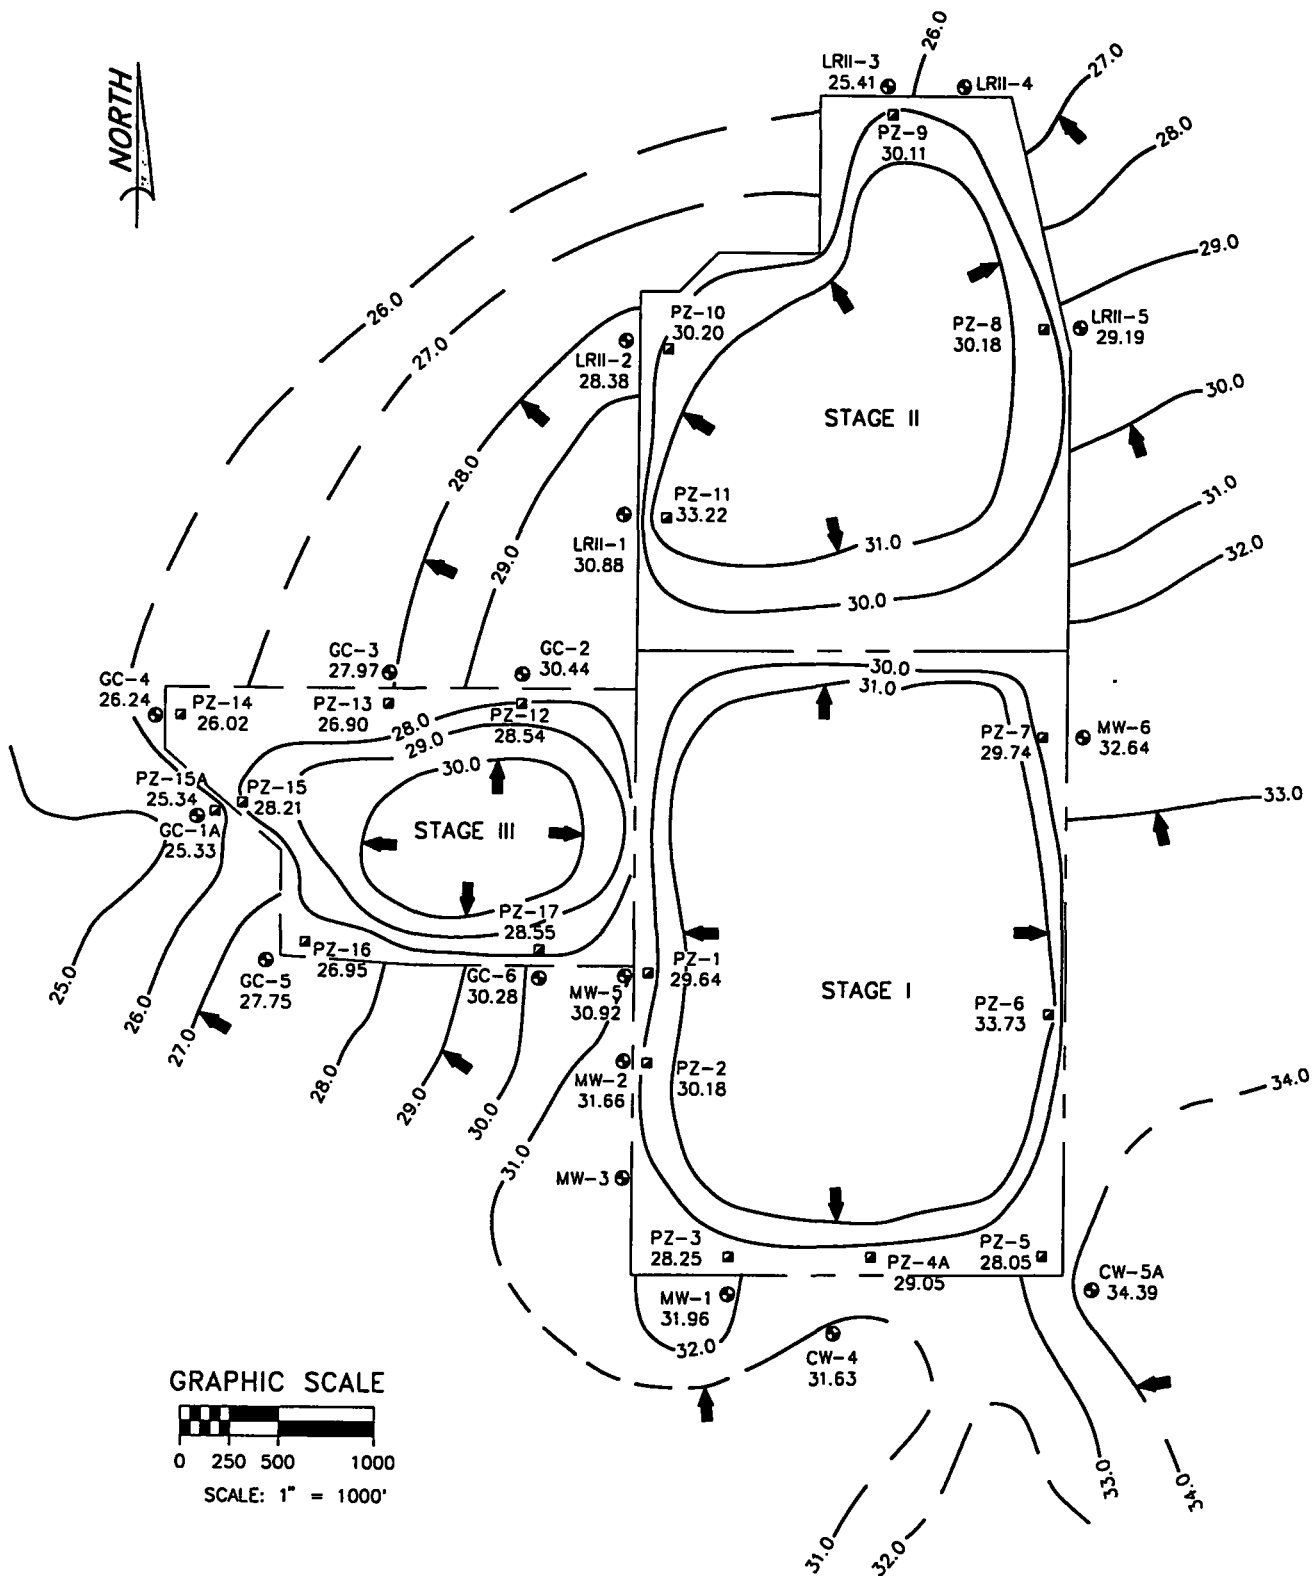 26.0
LRII-3
25.41
LRII-4
27.0
NORTH
PZ-9
30.11
28.0
29.0
26.0
PZ-10
30.20
PZ-8
30.18
LRII-5
29.19
27.0
LRII-2
28.38
30.0
STAGE II
28.0
31.0
PZ-11
33.22
LRII-1
30.88
29.0
31.0
32.0
30.0
GC-3
27.97
GC-2
30.44
30.0
31.0
GC-4
26.24
PZ-14
26.02
PZ-13
26.90
28.0
PZ-12
28.54
PZ-7
29.74
MW-6
32.64
29.0
30.0
PZ-15A
25.34
PZ-15
28.21
33.0
GC-1A
25.33
STAGE III
PZ-17
28.55
PZ-16
26.95
GC-5
27.75
GC-6
30.28
MW-5
30.92
PZ-1
29.64
STAGE I
PZ-6
33.73
25.0
26.0
27.0
28.0
29.0
30.0
MW-2
31.66
PZ-2
30.18
34.0
31.0
MW-3
PZ-3
28.25
PZ-4A
29.05
PZ-5
28.05
CW-5A
34.39
MW-1
31.96
32.0
CW-4
31.63
GRAPHIC SCALE
0 250 500 1000
SCALE: 1" = 1000'
33.0
34.0
31.0
32.0